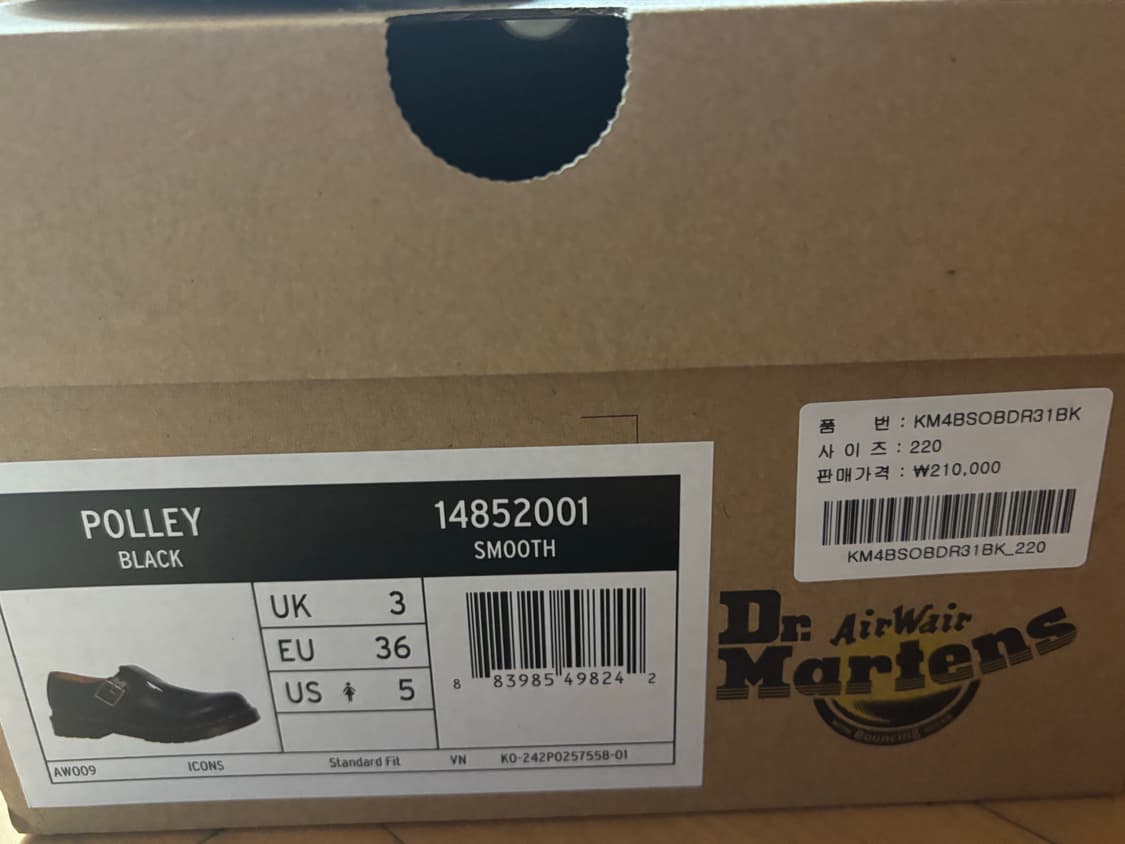 품 번 : KM4BSOBDR31BK
사 이 즈 : 220
판매가격 : ₩210,000
KM4BSOBDR31BK_220
POLLEY
BLACK
14852001
SMOOTH
UK 3
EU 36
US 5
8 83985 49824 2
AW009 ICONS Standard Fit VN KO-242P0257558-01
Dr.
AirWair
Martens
Bouncing